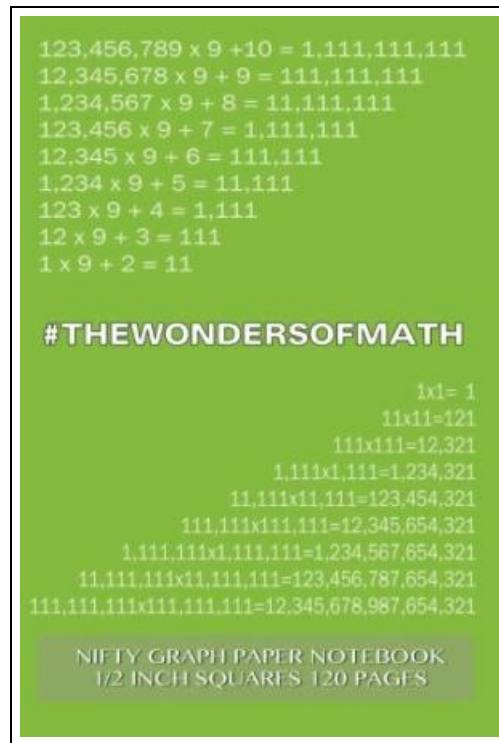 123,456,789 x 9 +10 = 1,111,111,111
12,345,678 x 9 + 9 = 111,111,111
1,234,567 x 9 + 8 = 11,111,111
123,456 x 9 + 7 = 1,111,111
12,345 x 9 + 6 = 111,111
1,234 x 9 + 5 = 11,111
123 x 9 + 4 = 1,111
12 x 9 + 3 = 111
1 x 9 + 2 = 11
#THEWONDERSOFMATH
1x1= 1
11x11=121
111x111=12,321
1,111x1,111=1,234,321
11,111x11,111=123,454,321
111,111x111,111=12,345,654,321
1,111,111x1,111,111=1,234,567,654,321
11,111,111x11,111,111=123,456,787,654,321
111,111,111x111,111,111=12,345,678,987,654,321
NIFTY GRAPH PAPER NOTEBOOK
1/2 INCH SQUARES 120 PAGES